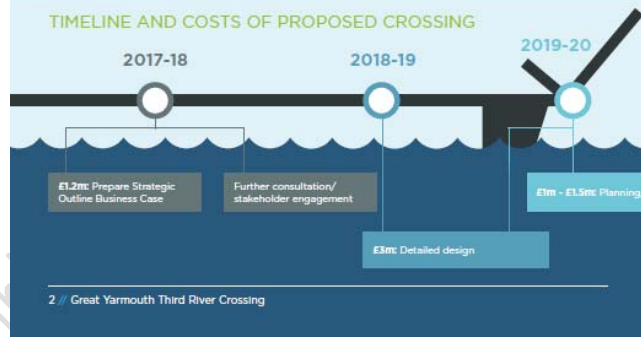 TIMELINE AND COSTS OF PROPOSED CROSSING
2017-18
2018-19
2019-20
£1.2m: Prepare Strategic
Outline Business Case
Further consultation/
stakeholder engagement
£1m - £1.5m: Planning
£3m: Detailed design
2 // Great Yarmouth Third River Crossing